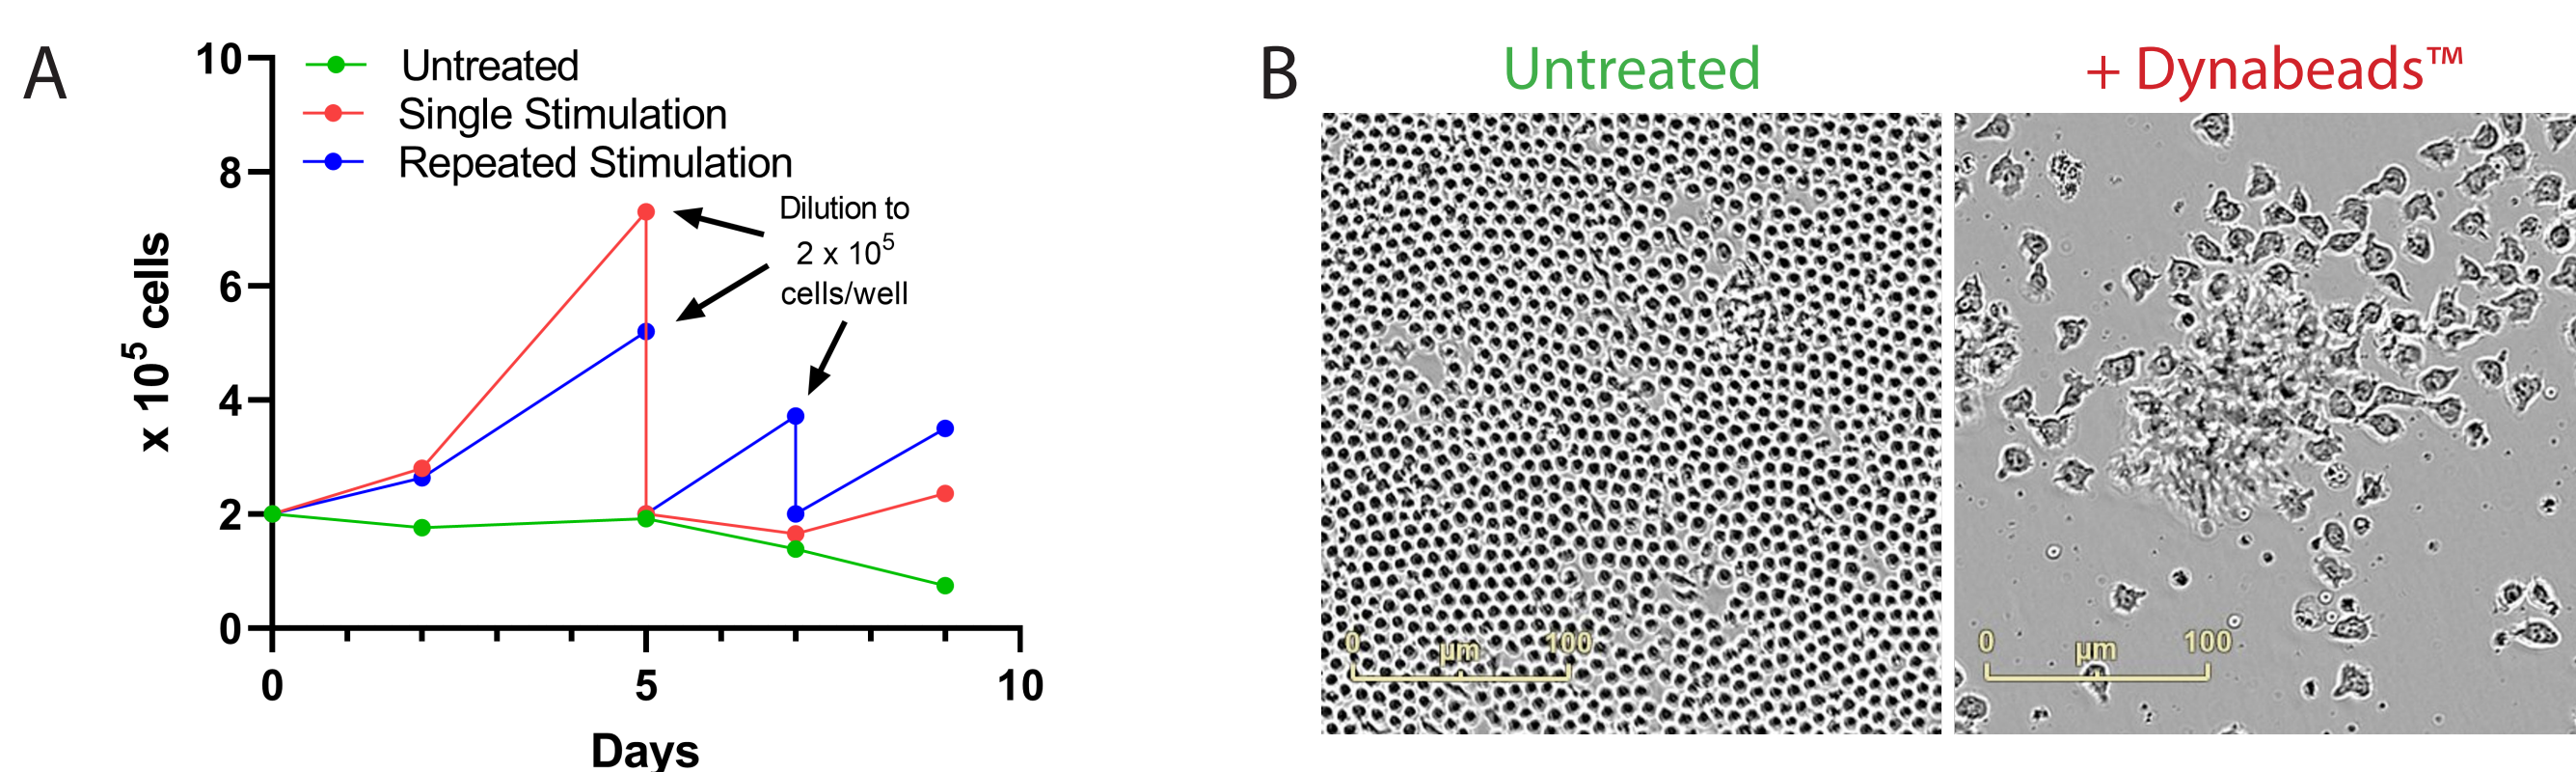 A
10
8
6
4
2
0
x 10⁵ cells
Untreated
Single Stimulation
Repeated Stimulation
Dilution to
2 x 10⁵
cells/well
0 5 10
Days
B
Untreated
+ Dynabeads™
0 µm 100
0 µm 100